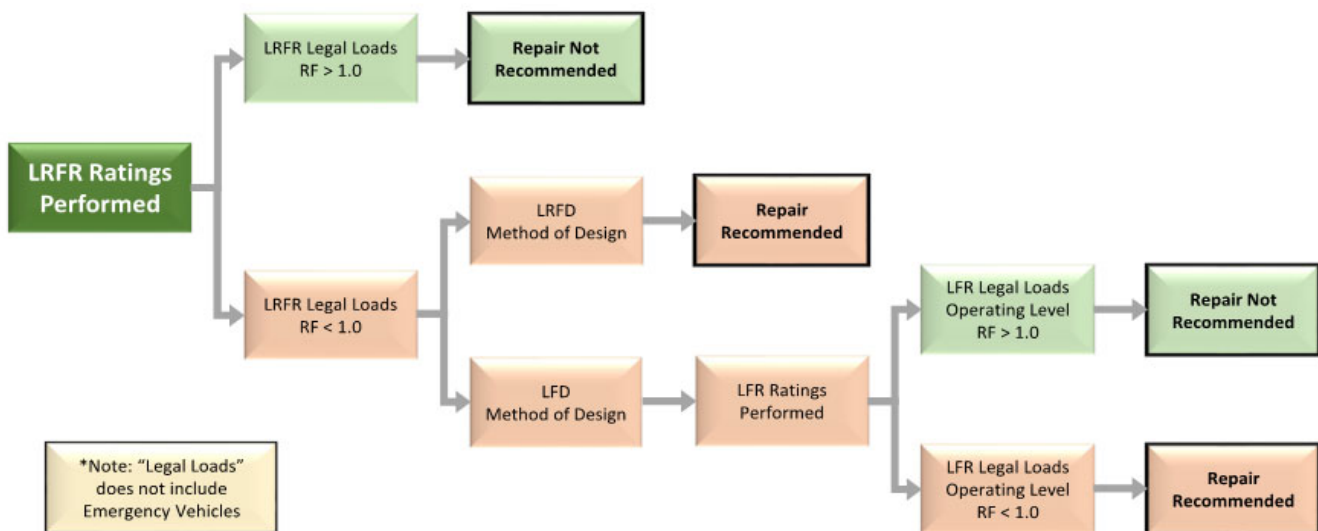 LRFR Legal Loads
RF > 1.0
Repair Not
Recommended
LRFR Ratings
Performed
LRFD
Method of Design
Repair
Recommended
LRFR Legal Loads
RF < 1.0
LFR Legal Loads
Operating Level
RF > 1.0
Repair Not
Recommended
LFD
Method of Design
LFR Ratings
Performed
*Note: “Legal Loads”
does not include
Emergency Vehicles
LFR Legal Loads
Operating Level
RF < 1.0
Repair
Recommended